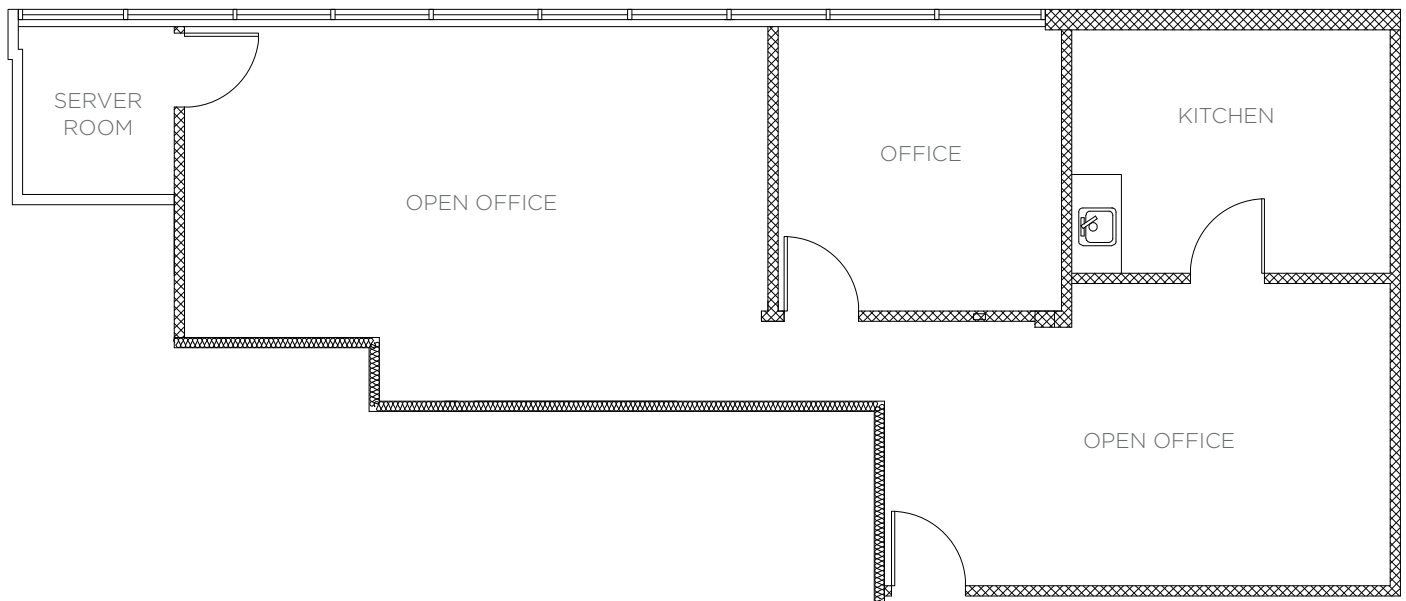 SERVER
ROOM
OPEN OFFICE
OFFICE
KITCHEN
OPEN OFFICE